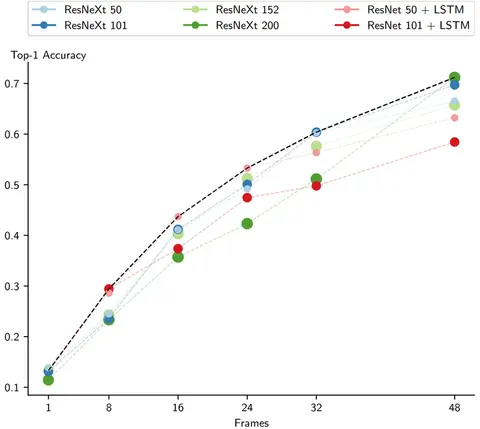 ResNeXt 50 ResNeXt 152 ResNet 50 + LSTM
ResNeXt 101 ResNeXt 200 ResNet 101 + LSTM
Top-1 Accuracy
0.7
0.6
0.5
0.4
0.3
0.2
0.1
1 8 16 24 32 48
Frames